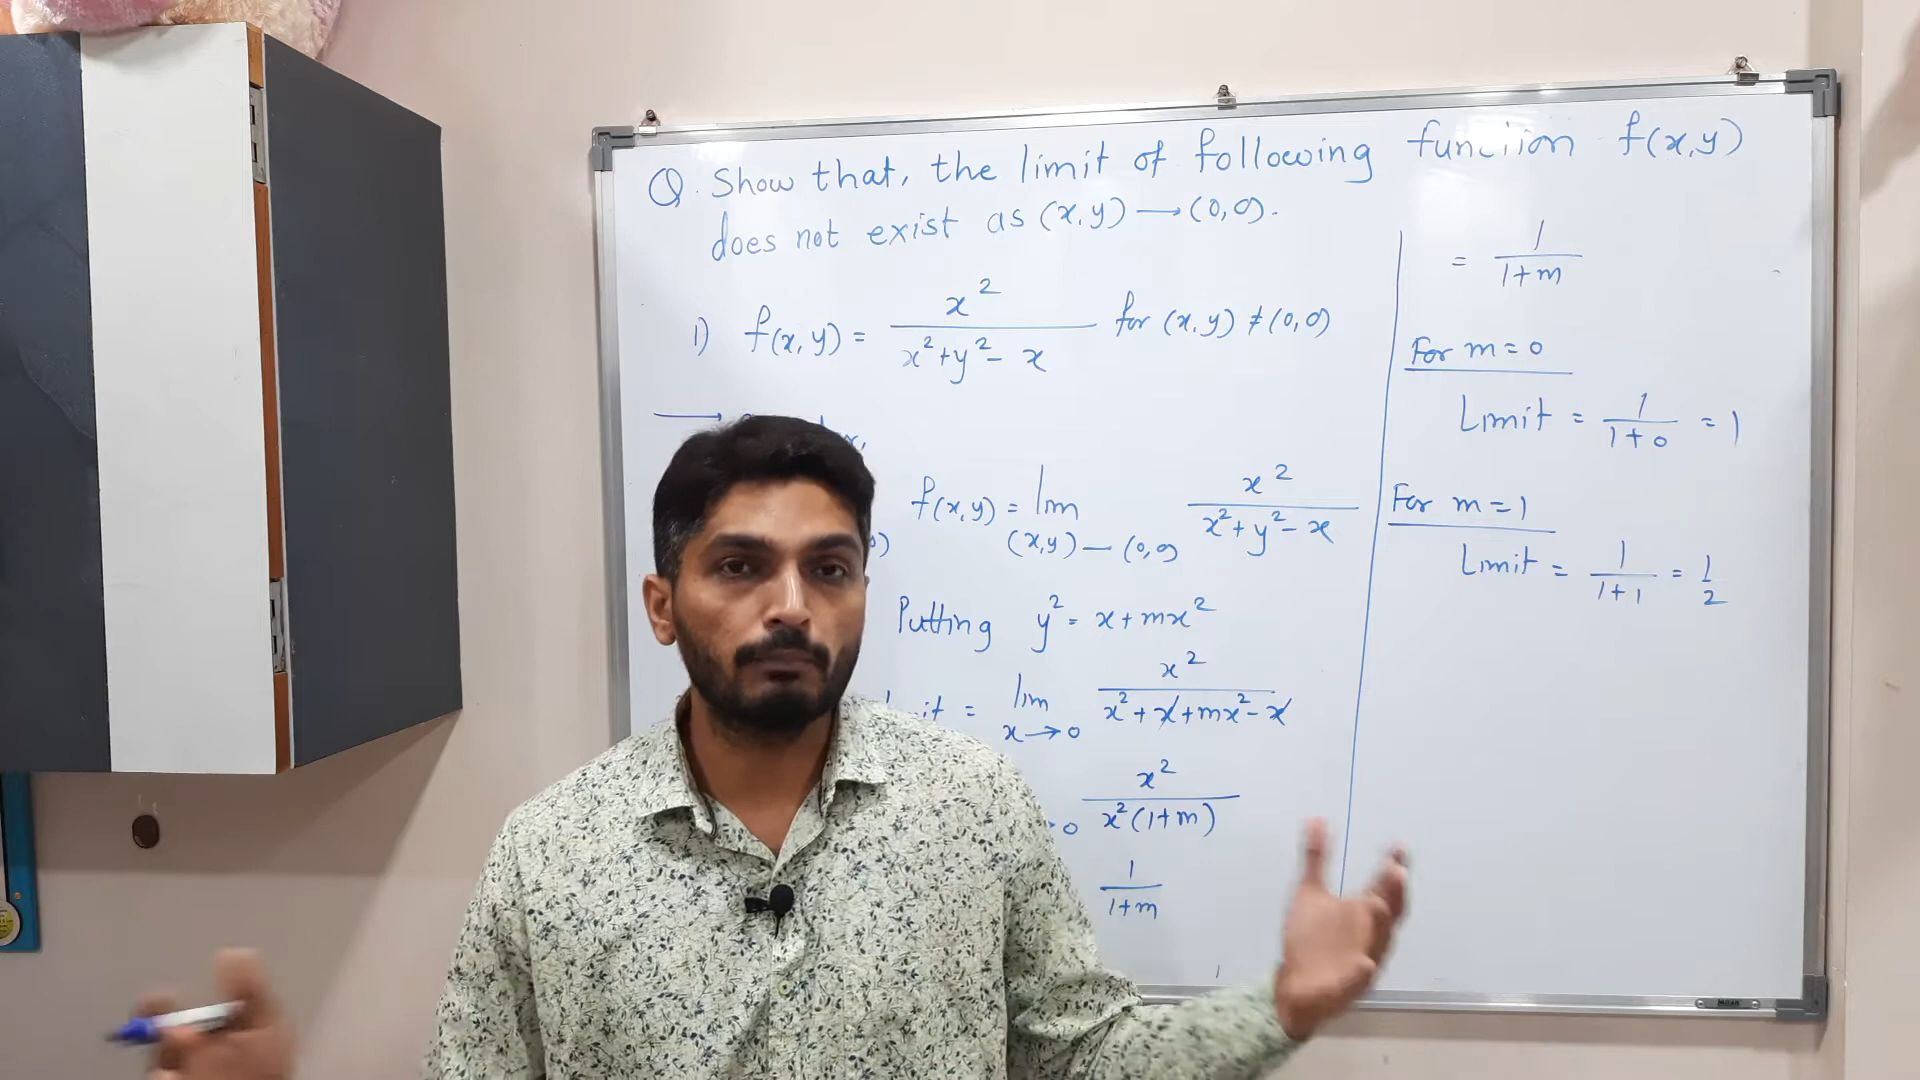 Q. Show that, the limit of following function f(x,y)
does not exist as (x,y) → (0,0).
1) f(x,y) = x² / (x²+y²-x) for (x,y) ≠ (0,0)
f(x,y) = lim (x,y) — (0,0) x² / (x²+y²-x)
Putting y² = x+mx²
= lim x→0 x² / (x²+x+mx²-x)
0 x² / (x²(1+m))
1 / (1+m)
= 1 / (1+m)
For m=0
Limit = 1 / (1+0) = 1
For m=1
Limit = 1 / (1+1) = 1/2